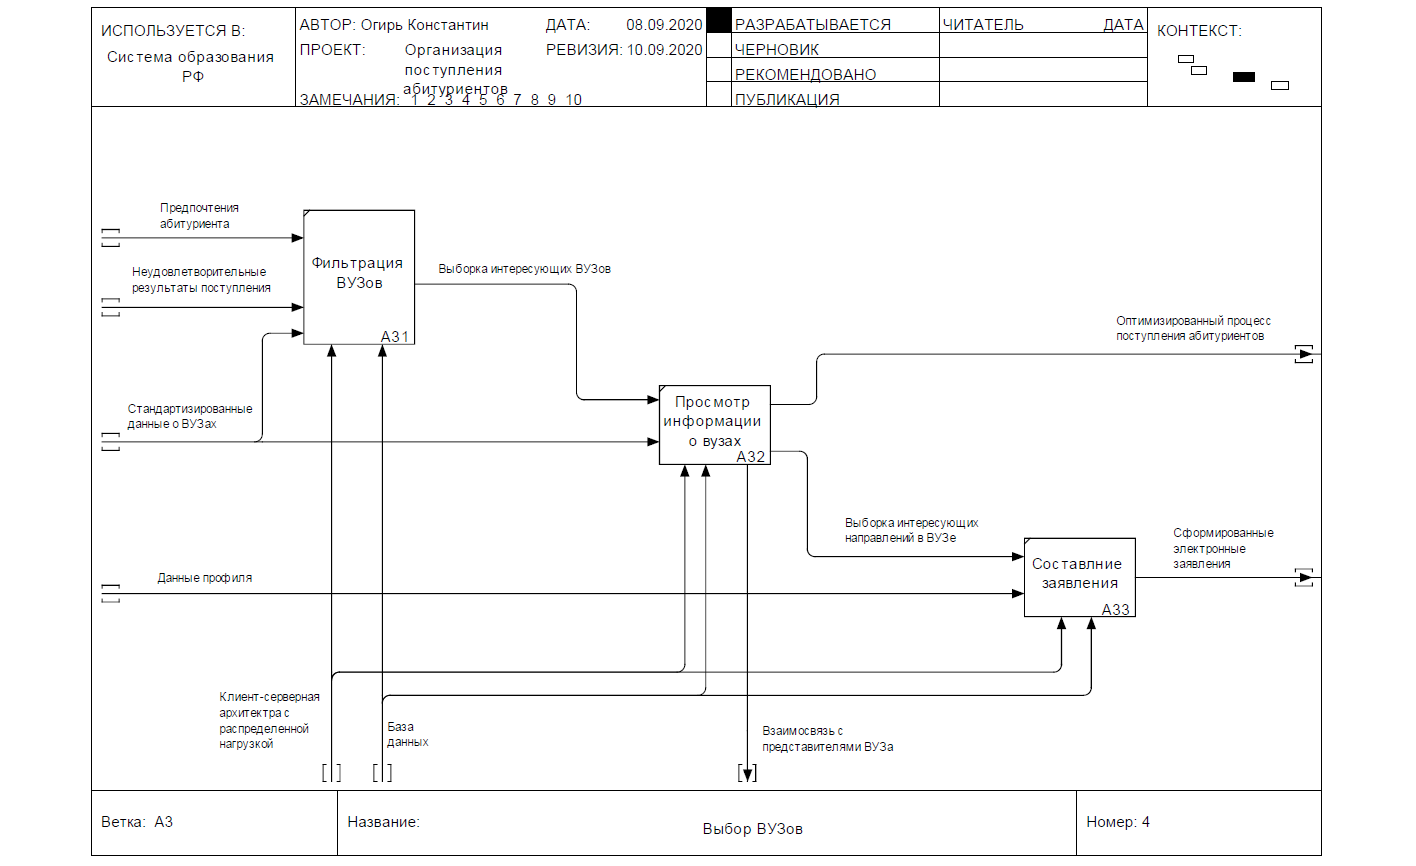 ИСПОЛЬЗУЕТСЯ В:
Система образования
РФ
АВТОР: Огирь Константин
ДАТА: 08.09.2020
ПРОЕКТ: Организация
поступления
абитуриентов
РЕВИЗИЯ: 10.09.2020
ЗАМЕЧАНИЯ: 1 2 3 4 5 6 7 8 9 10
РАЗРАБАТЫВАЕТСЯ
ЧЕРНОВИК
РЕКОМЕНДОВАНО
ПУБЛИКАЦИЯ
ЧИТАТЕЛЬ ДАТА
КОНТЕКСТ:
Предпочтения
абитуриента
Неудовлетворительные
результаты поступления
Фильтрация
ВУЗов
A31
Выборка интересующих ВУЗов
Оптимизированный процесс
поступления абитуриентов
Стандартизированные
данные о ВУЗах
Просмотр
информации
о вузах
A32
Выборка интересующих
направлений в ВУЗе
Сформированные
электронные
заявления
Составлние
заявления
A33
Данные профиля
Клиент-серверная
архитектра с
распределенной
нагрузкой
База
данных
Взаимосвязь с
представителями ВУЗа
Ветка: A3
Название:
Выбор ВУЗов
Номер: 4